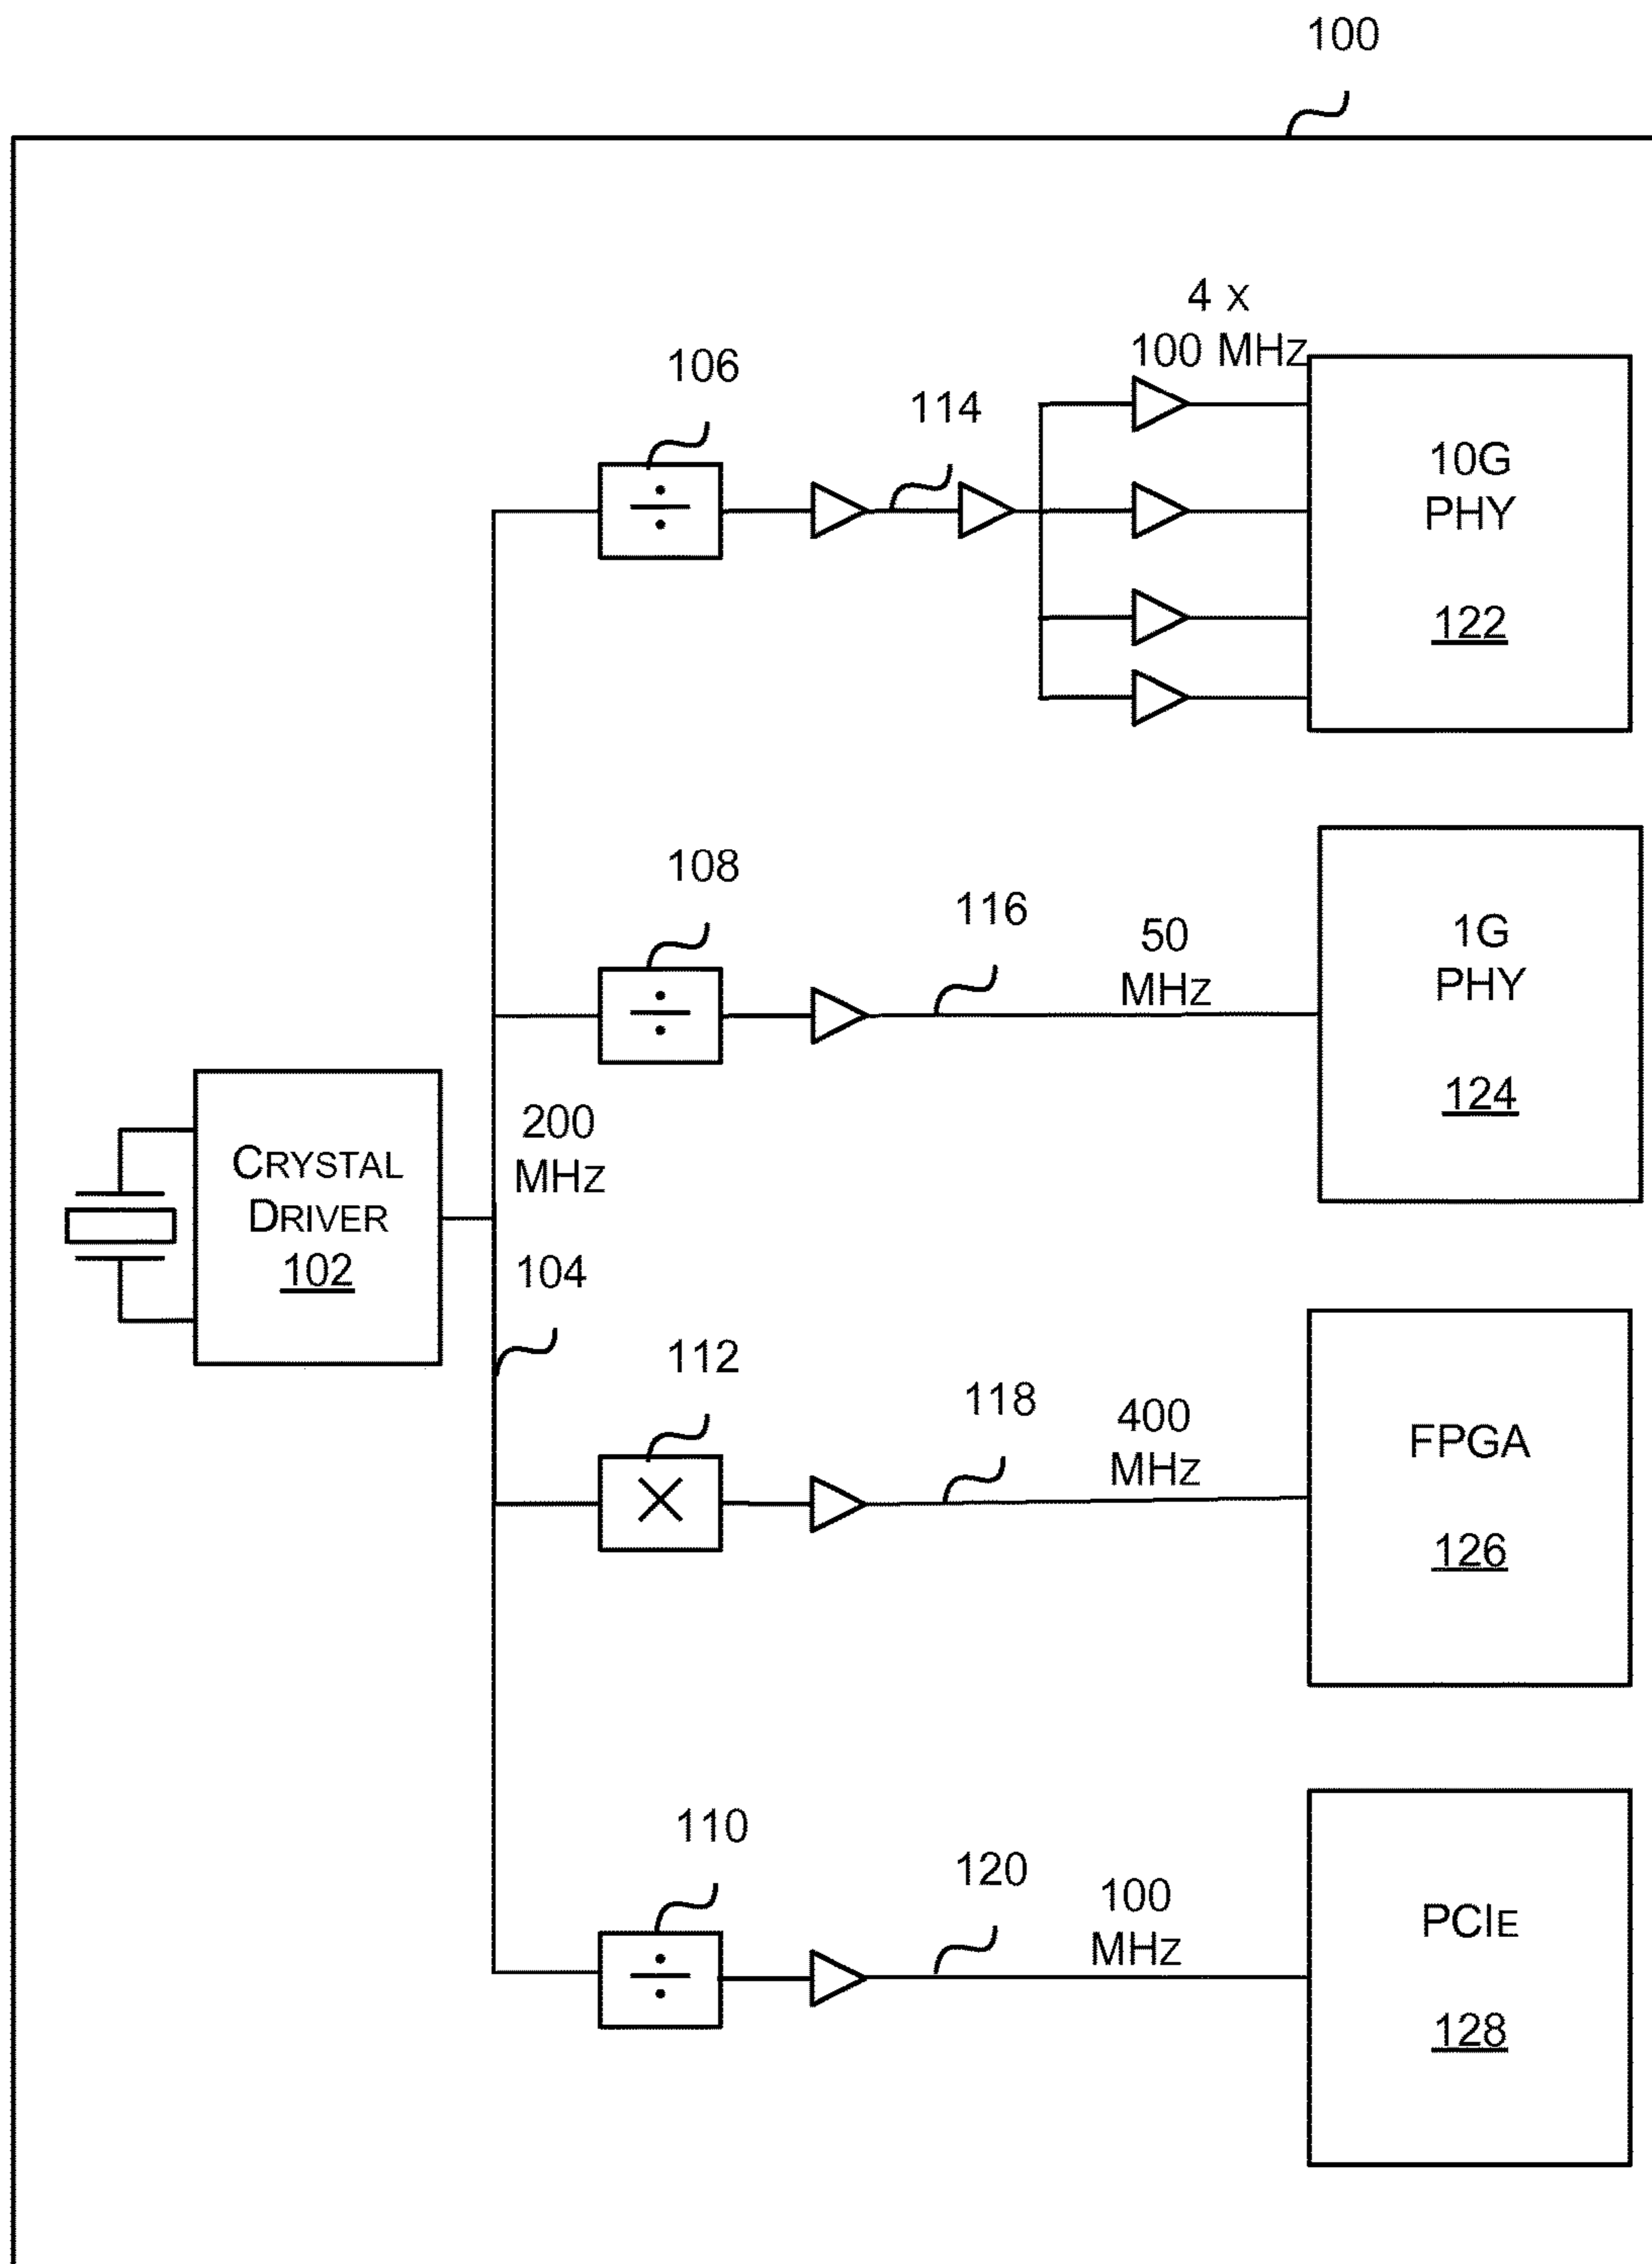 100
4 x
100 MHz
106
114
10G
PHY
122
108
116
50
MHz
1G
PHY
124
200
MHz
CRYSTAL
DRIVER
102
104
112
118
400
MHz
FPGA
126
110
120
100
MHz
PCIE
128